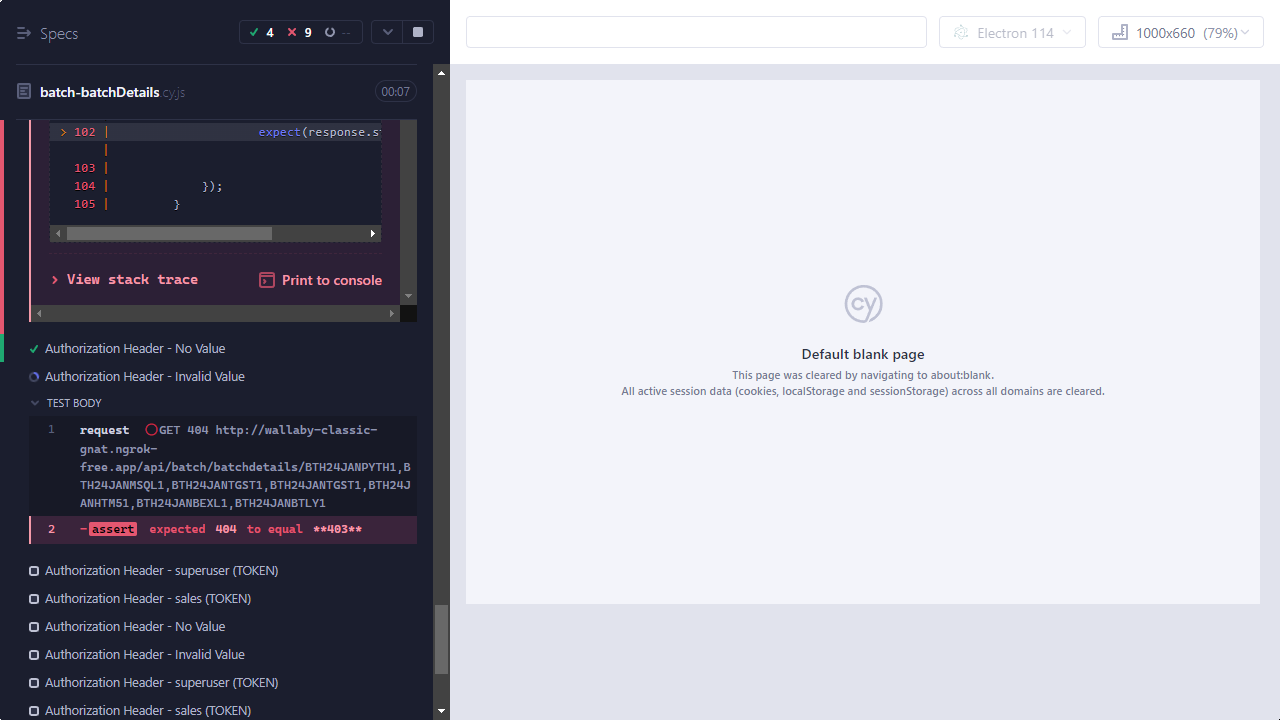 Specs
4 9 --
Electron 114
1000x660 (79%)
batch-batchDetails.cy.js
00:07
> 102 | expect(response.st
|
103 |
104 | });
105 | }
View stack trace
Print to console
Authorization Header - No Value
Authorization Header - Invalid Value
TEST BODY
1 request GET 404 http://wallaby-classic-
gnat.ngrok-
free.app/api/batch/batchdetails/BTH24JANPYTH1,B
TH24JANMSQL1,BTH24JANTGST1,BTH24JANTGST1,BTH24J
ANHTM51,BTH24JANBEXL1,BTH24JANBTLY1
2 -assert expected 404 to equal **403**
Authorization Header - superuser (TOKEN)
Authorization Header - sales (TOKEN)
Authorization Header - No Value
Authorization Header - Invalid Value
Authorization Header - superuser (TOKEN)
Authorization Header - sales (TOKEN)
cy
Default blank page
This page was cleared by navigating to about:blank.
All active session data (cookies, localStorage and sessionStorage) across all domains are cleared.